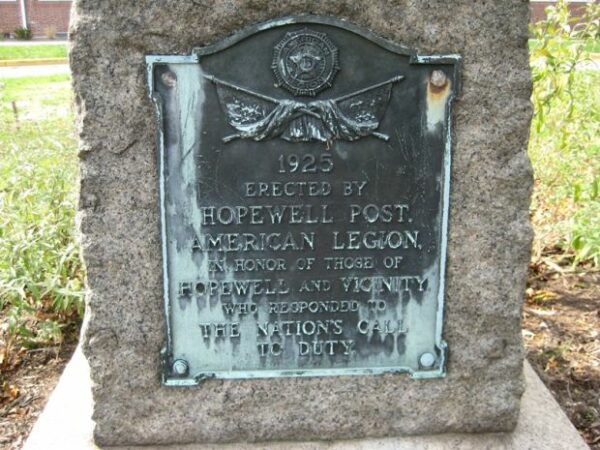 1925
ERECTED BY
HOPEWELL POST.
AMERICAN LEGION,
IN HONOR OF THOSE OF
HOPEWELL AND VICINITY
WHO RESPONDED TO
THE NATION'S CALL
TO DUTY.